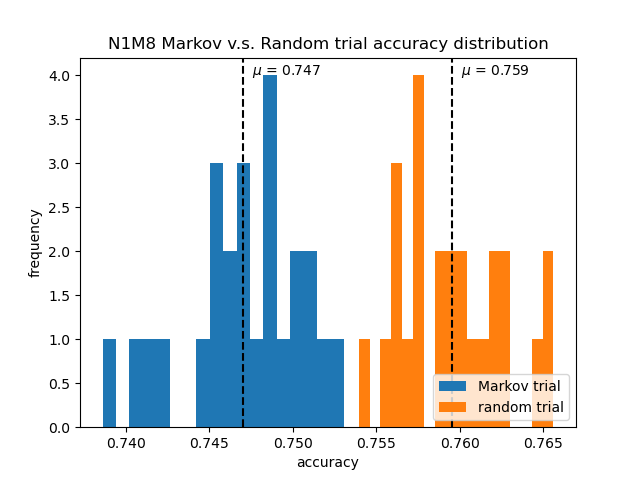 N1M8 Markov v.s. Random trial accuracy distribution
μ = 0.747
μ = 0.759
4.0
3.5
3.0
2.5
2.0
1.5
1.0
0.5
0.0
frequency
Markov trial
random trial
0.740 0.745 0.750 0.755 0.760 0.765
accuracy